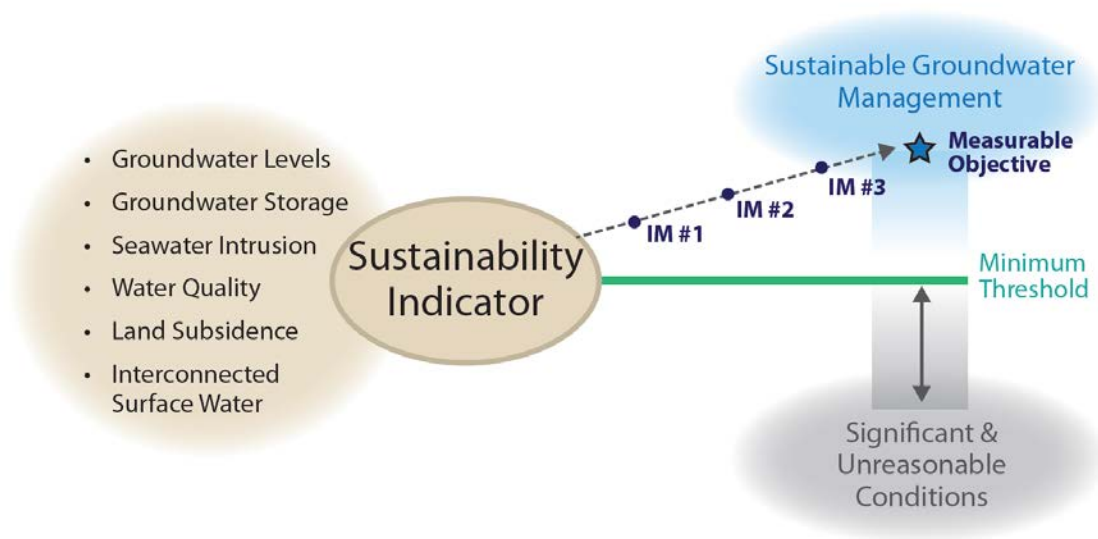 Sustainable Groundwater
Management
Measurable
Objective
• Groundwater Levels
• Groundwater Storage
• Seawater Intrusion
• Water Quality
• Land Subsidence
• Interconnected
Surface Water
Sustainability
Indicator
IM #1
IM #2
IM #3
Minimum
Threshold
Significant &
Unreasonable
Conditions